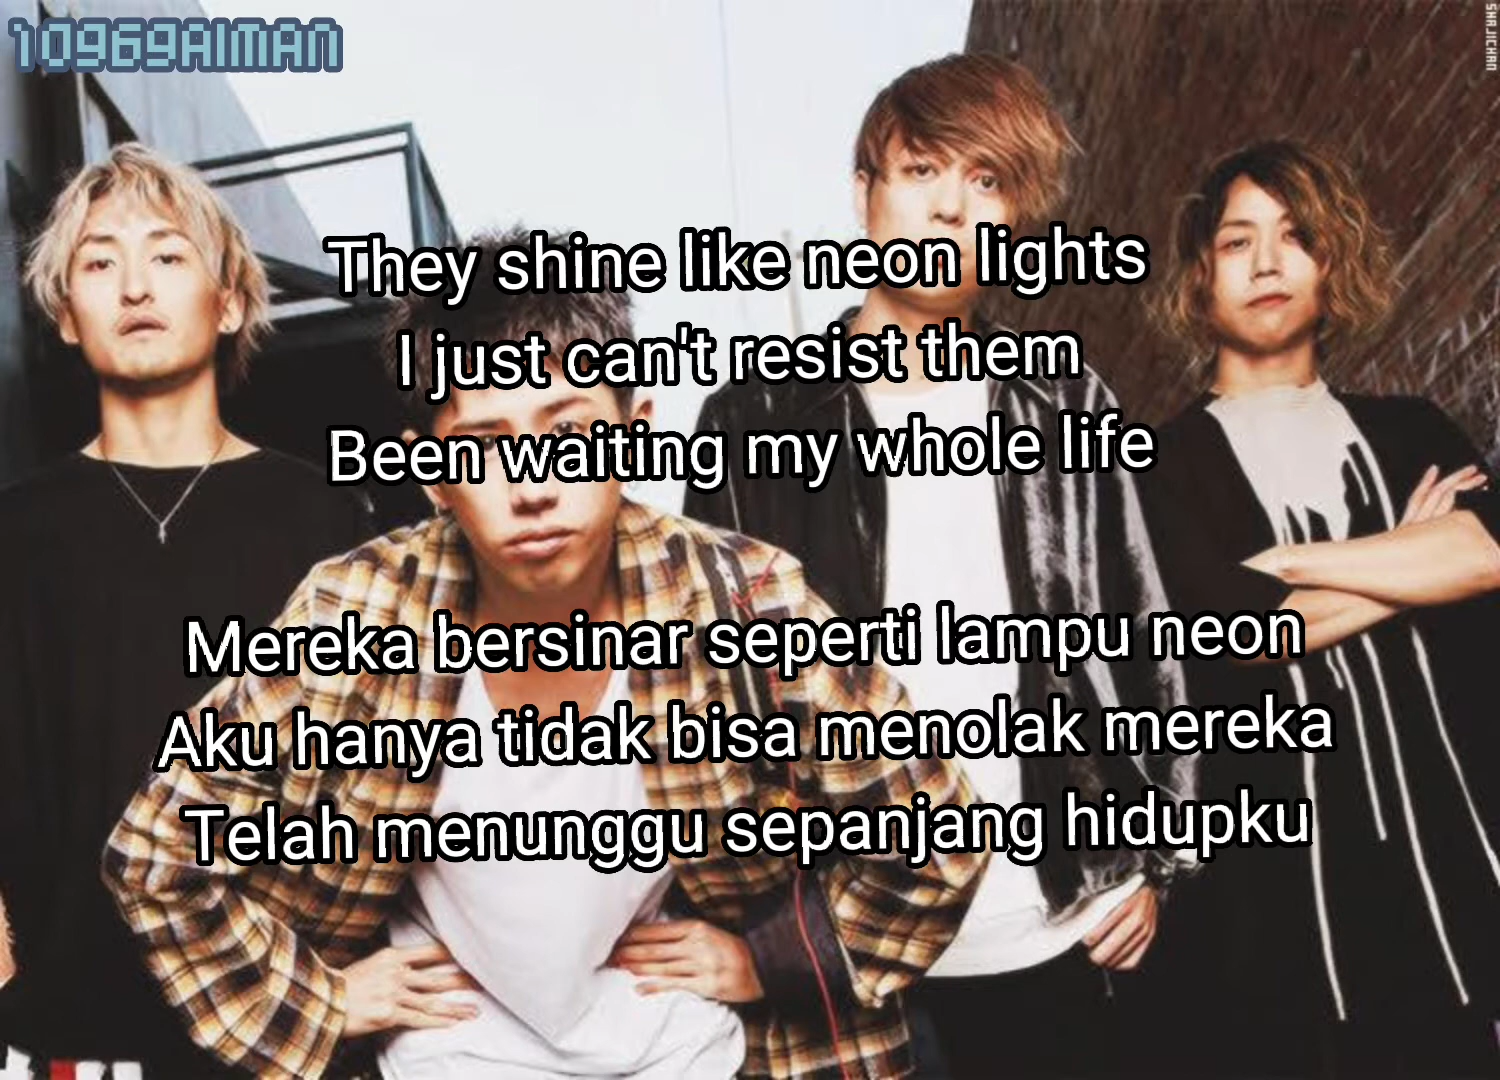 10969AIMAN
SHAJICHAN
They shine like neon lights
I just can't resist them
Been waiting my whole life
Mereka bersinar seperti lampu neon
Aku hanya tidak bisa menolak mereka
Telah menunggu sepanjang hidupku